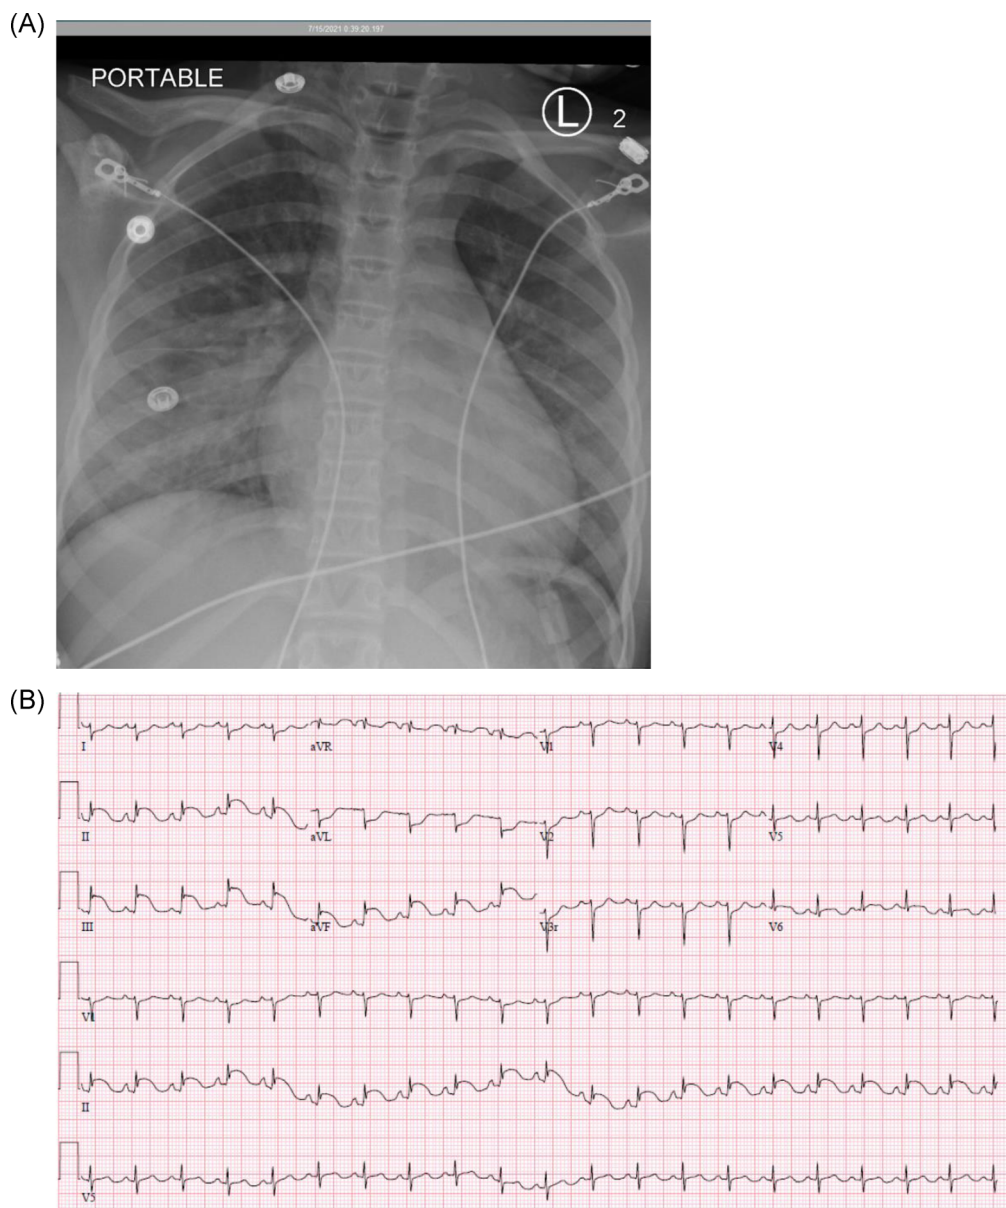 (A)
7/15/2021 0:39:20.197
PORTABLE
L 2
(B)
I aVR V1 V4
II aVL V2 V5
III aVF V3r V6
V1
II
V5